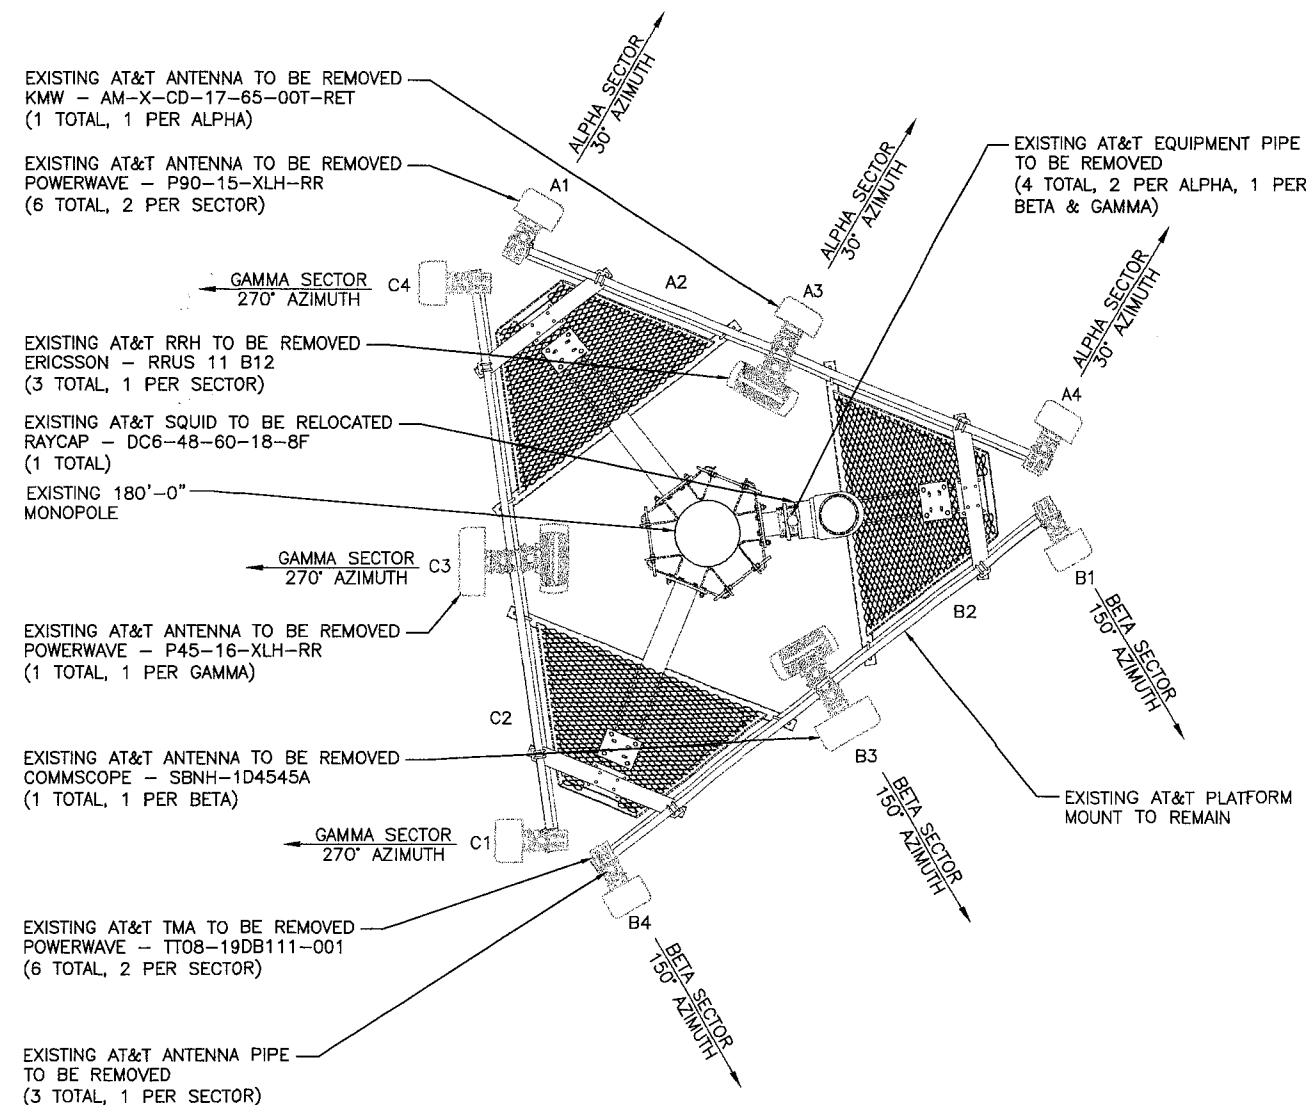 EXISTING AT&T ANTENNA TO BE REMOVED
KMW – AM-X-CD-17-65-00T-RET
(1 TOTAL, 1 PER ALPHA)
EXISTING AT&T ANTENNA TO BE REMOVED
POWERWAVE – P90-15-XLH-RR
(6 TOTAL, 2 PER SECTOR)
EXISTING AT&T RRH TO BE REMOVED
ERICSSON – RRUS 11 B12
(3 TOTAL, 1 PER SECTOR)
EXISTING AT&T SQUID TO BE RELOCATED
RAYCAP – DC6-48-60-18-8F
(1 TOTAL)
EXISTING 180'-0"
MONOPOLE
EXISTING AT&T ANTENNA TO BE REMOVED
POWERWAVE – P45-16-XLH-RR
(1 TOTAL, 1 PER GAMMA)
EXISTING AT&T ANTENNA TO BE REMOVED
COMMSCOPE – SBNH-1D4545A
(1 TOTAL, 1 PER BETA)
EXISTING AT&T TMA TO BE REMOVED
POWERWAVE – TT08-19DB111-001
(6 TOTAL, 2 PER SECTOR)
EXISTING AT&T ANTENNA PIPE
TO BE REMOVED
(3 TOTAL, 1 PER SECTOR)
ALPHA SECTOR
30° AZIMUTH
ALPHA SECTOR
30° AZIMUTH
ALPHA SECTOR
30° AZIMUTH
A1
A2
A3
A4
GAMMA SECTOR
270° AZIMUTH
C4
GAMMA SECTOR
270° AZIMUTH
C3
C2
GAMMA SECTOR
270° AZIMUTH
C1
B1
B2
B3
B4
BETA SECTOR
150° AZIMUTH
BETA SECTOR
150° AZIMUTH
BETA SECTOR
150° AZIMUTH
EXISTING AT&T EQUIPMENT PIPE
TO BE REMOVED
(4 TOTAL, 2 PER ALPHA, 1 PER
BETA & GAMMA)
EXISTING AT&T PLATFORM
MOUNT TO REMAIN